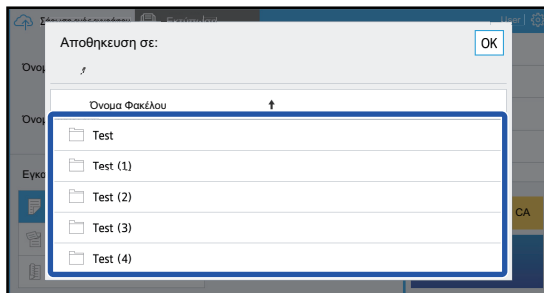 User
Αποθηκευση σε:
OK
Όνομα Φακέλου
Test
Test (1)
Test (2)
Test (3)
Test (4)
CA